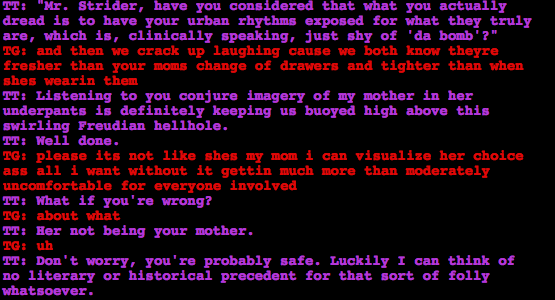 TT: "Mr. Strider, have you considered that what you actually
dread is to have your urban rhythms exposed for what they truly
are, which is, clinically speaking, just shy of 'da bomb'?"
TG: and then we crack up laughing cause we both know theyre
fresher than your moms change of drawers and tighter than when
shes wearin them
TT: Listening to you conjure imagery of my mother in her
underpants is definitely keeping us buoyed high above this
swirling Freudian hellhole.
TT: Well done.
TG: please its not like shes my mom i can visualize her choice
ass all i want without it gettin much more than moderately
uncomfortable for everyone involved
TT: What if you're wrong?
TG: about what
TT: Her not being your mother.
TG: uh
TT: Don't worry, you're probably safe. Luckily I can think of
no literary or historical precedent for that sort of folly
whatsoever.